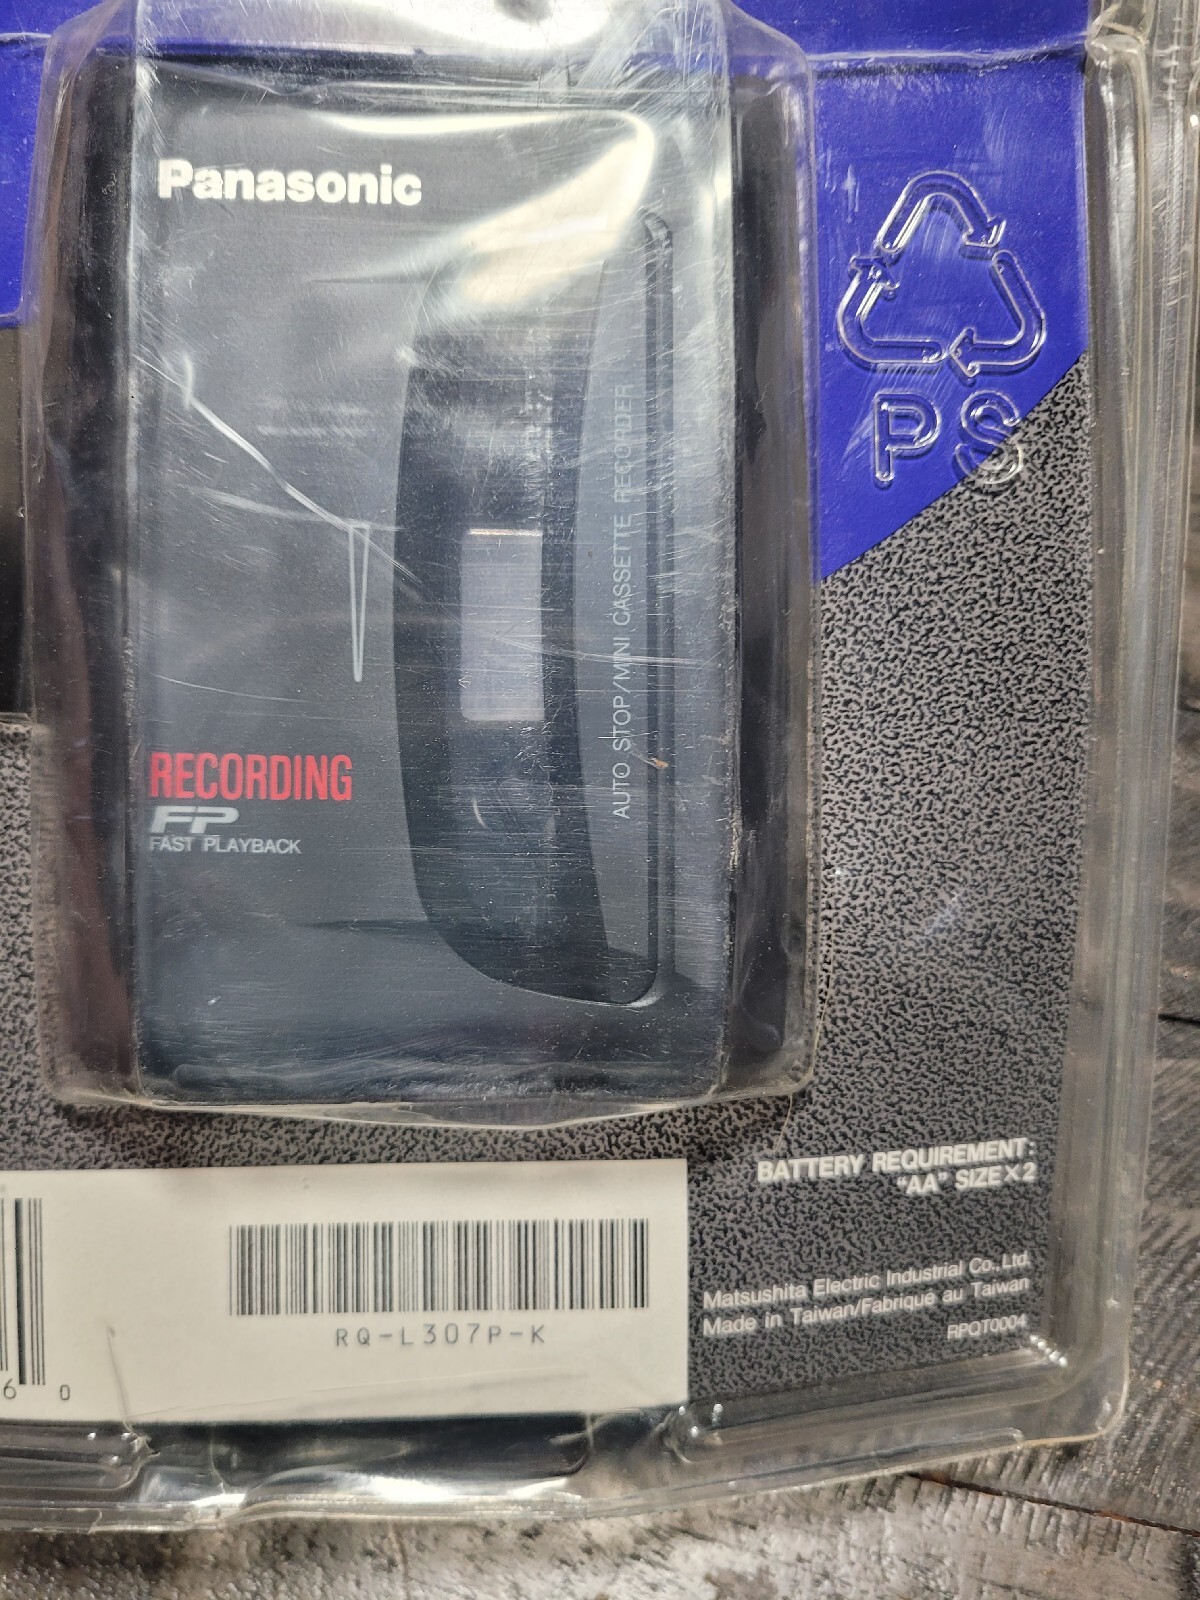 Panasonic
PS
AUTO STOP/MINI CASSETTE RECORDER
RECORDING
FP
FAST PLAYBACK
BATTERY REQUIREMENT:
"AA" SIZE×2
Matsushita Electric Industrial Co.,Ltd.
Made in Taiwan/Fabriqué au Taiwan
RPQT0004
RQ-L307P-K
6 0